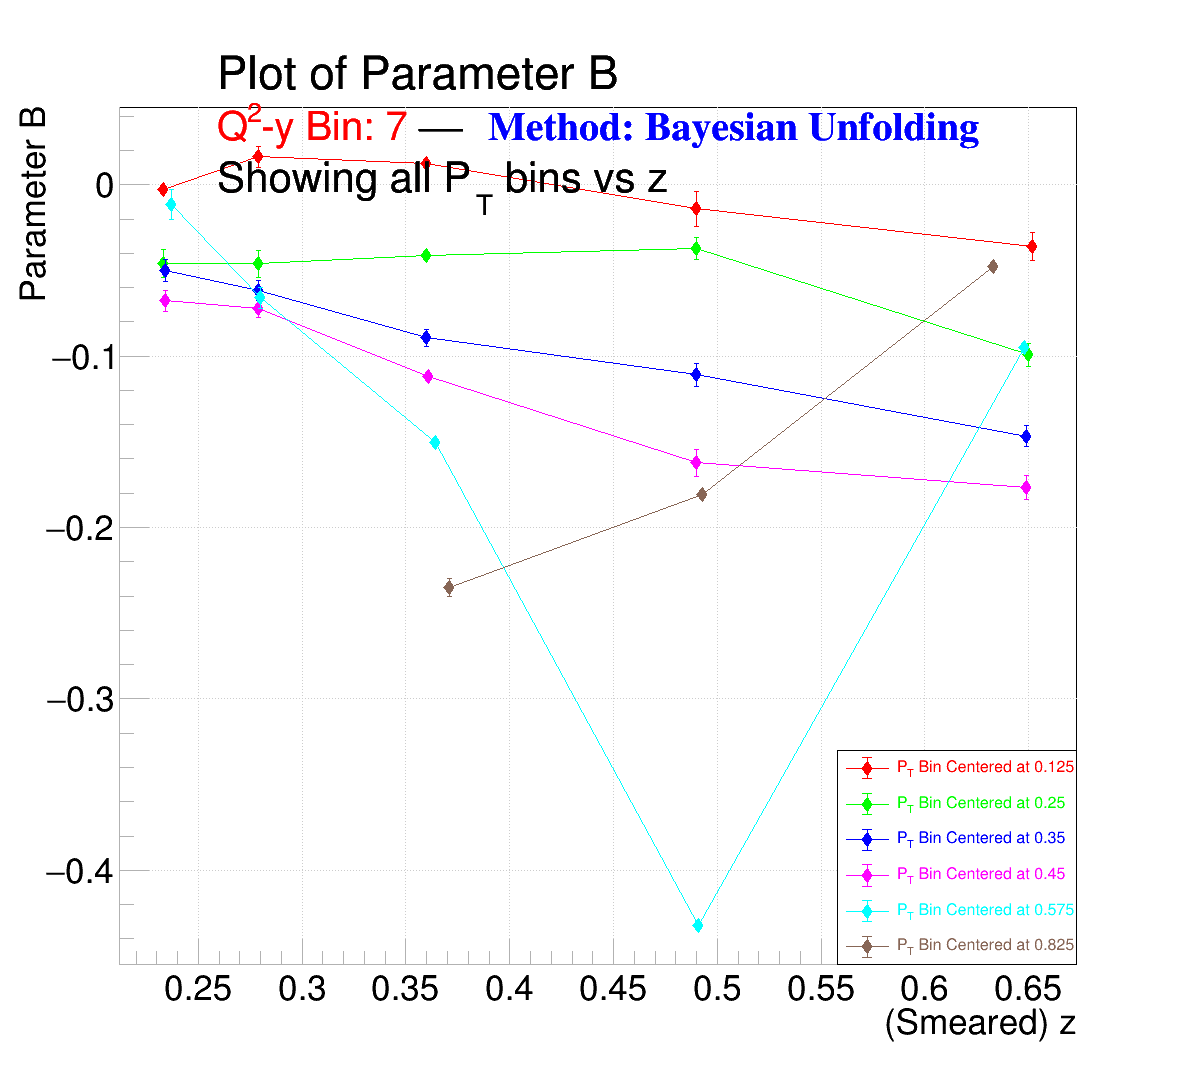 Plot of Parameter B
Q2-y Bin: 7 — Method: Bayesian Unfolding
Showing all PT bins vs z
Parameter B
0
−0.1
−0.2
−0.3
−0.4
PT Bin Centered at 0.125
PT Bin Centered at 0.25
PT Bin Centered at 0.35
PT Bin Centered at 0.45
PT Bin Centered at 0.575
PT Bin Centered at 0.825
0.25 0.3 0.35 0.4 0.45 0.5 0.55 0.6 0.65
(Smeared) z